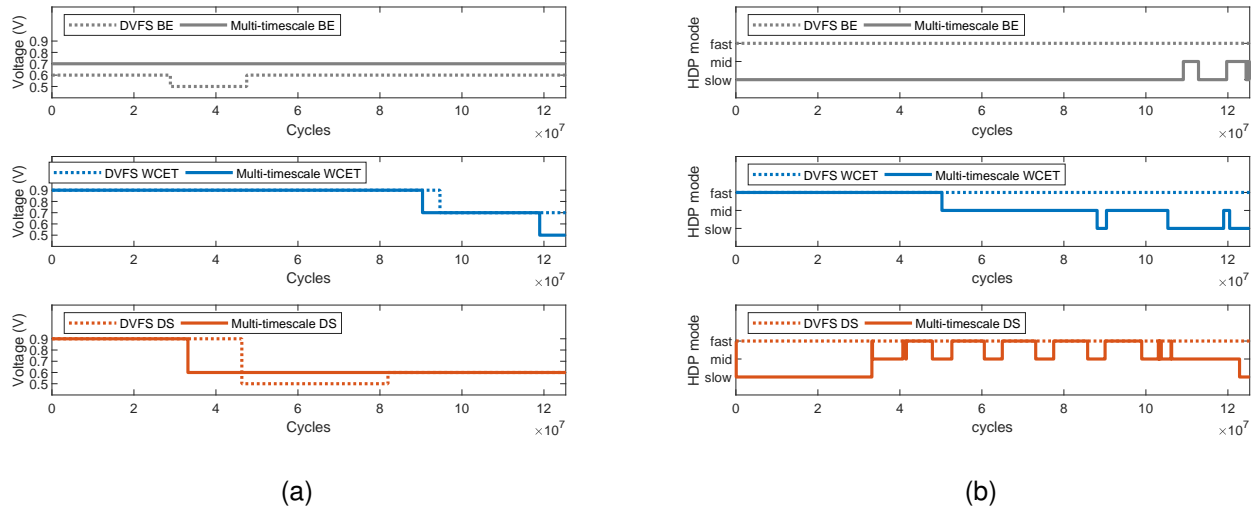 DVFS BE Multi-timescale BE
Voltage (V)
0.9
0.8
0.7
0.6
0.5
0 2 4 6 8 10 12
Cycles
×10^7
DVFS WCET Multi-timescale WCET
Voltage (V)
0.9
0.8
0.7
0.6
0.5
0 2 4 6 8 10 12
Cycles
×10^7
DVFS DS Multi-timescale DS
Voltage (V)
0.9
0.8
0.7
0.6
0.5
0 2 4 6 8 10 12
Cycles
×10^7
(a)
DVFS BE Multi-timescale BE
HDP mode
fast
mid
slow
0 2 4 6 8 10 12
cycles
×10^7
DVFS WCET Multi-timescale WCET
HDP mode
fast
mid
slow
0 2 4 6 8 10 12
cycles
×10^7
DVFS DS Multi-timescale DS
HDP mode
fast
mid
slow
0 2 4 6 8 10 12
cycles
×10^7
(b)